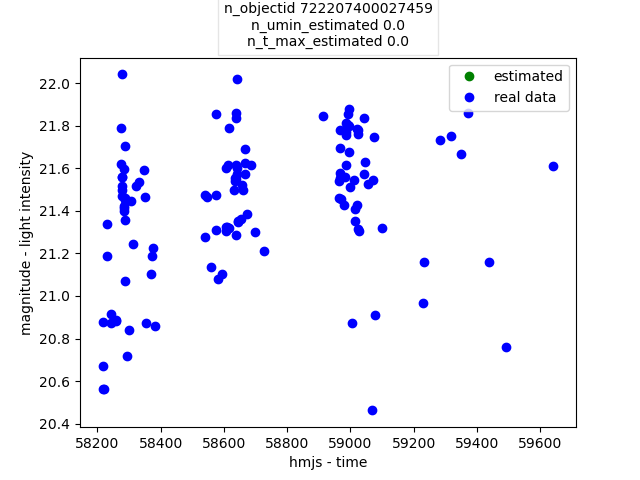 n_objectid 722207400027459
n_umin_estimated 0.0
n_t_max_estimated 0.0
estimated
real data
magnitude - light intensity
22.0
21.8
21.6
21.4
21.2
21.0
20.8
20.6
20.4
58200 58400 58600 58800 59000 59200 59400 59600
hmjs - time